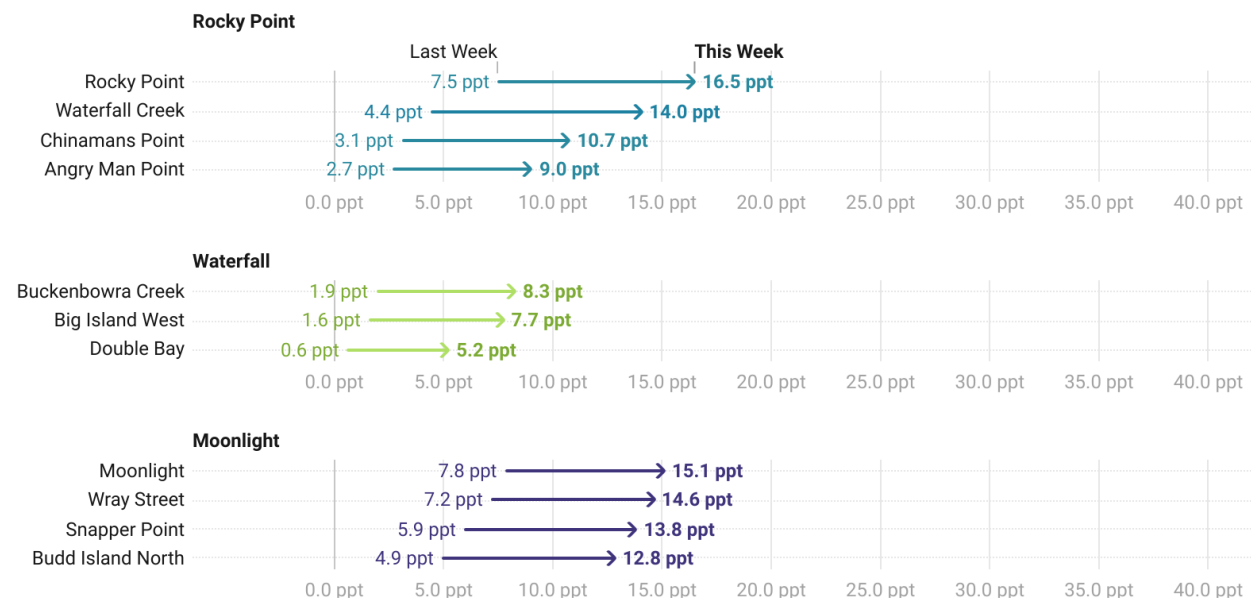 Rocky Point
Last Week This Week
Rocky Point 7.5 ppt 16.5 ppt
Waterfall Creek 4.4 ppt 14.0 ppt
Chinamans Point 3.1 ppt 10.7 ppt
Angry Man Point 2.7 ppt 9.0 ppt
0.0 ppt 5.0 ppt 10.0 ppt 15.0 ppt 20.0 ppt 25.0 ppt 30.0 ppt 35.0 ppt 40.0 ppt
Waterfall
Buckenbowra Creek 1.9 ppt 8.3 ppt
Big Island West 1.6 ppt 7.7 ppt
Double Bay 0.6 ppt 5.2 ppt
0.0 ppt 5.0 ppt 10.0 ppt 15.0 ppt 20.0 ppt 25.0 ppt 30.0 ppt 35.0 ppt 40.0 ppt
Moonlight
Moonlight 7.8 ppt 15.1 ppt
Wray Street 7.2 ppt 14.6 ppt
Snapper Point 5.9 ppt 13.8 ppt
Budd Island North 4.9 ppt 12.8 ppt
0.0 ppt 5.0 ppt 10.0 ppt 15.0 ppt 20.0 ppt 25.0 ppt 30.0 ppt 35.0 ppt 40.0 ppt